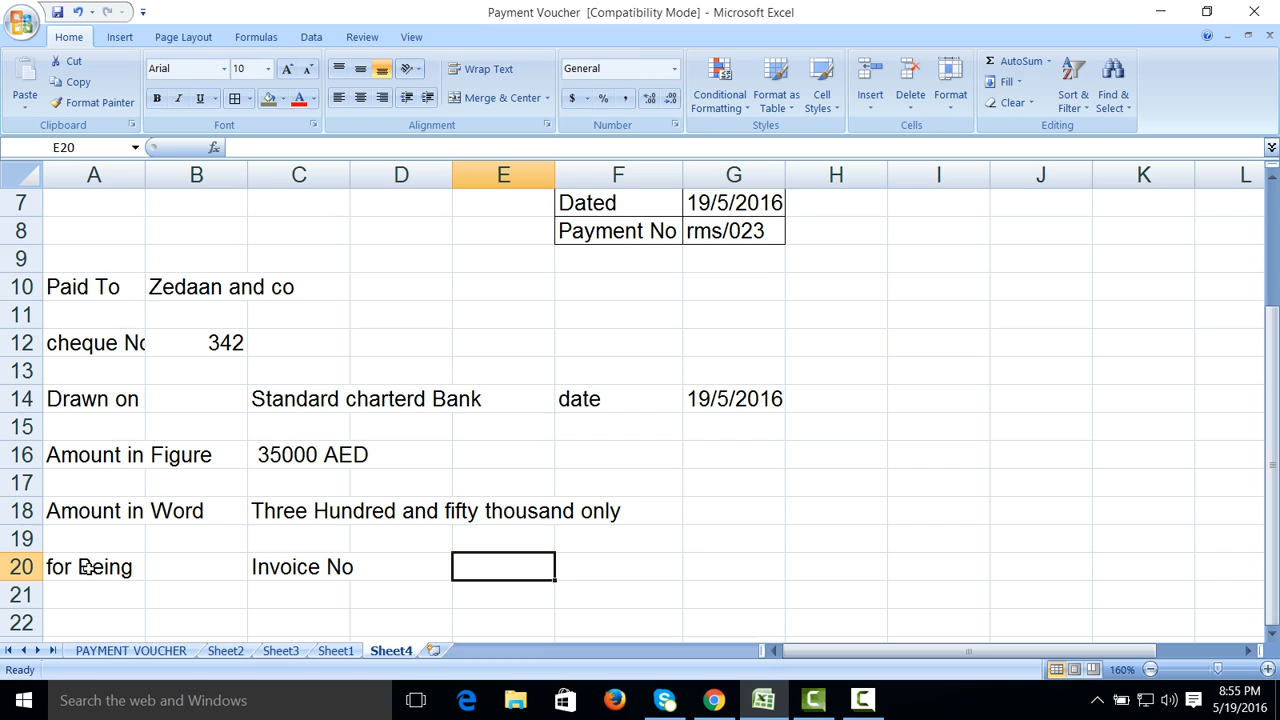 Payment Voucher [Compatibility Mode] - Microsoft Excel
Home Insert Page Layout Formulas Data Review View
Cut
Copy
Format Painter
Paste
Clipboard
Arial 10
B I U
Font
Wrap Text
Merge & Center
Alignment
General
$ % ,
Number
Conditional Formatting
Format as Table
Cell Styles
Styles
Insert Delete Format
Cells
AutoSum
Fill
Clear
Sort & Filter
Find & Select
Editing
E20 fx
A B C D E F G H I J K L
7 Dated 19/5/2016
8 Payment No rms/023
9
10 Paid To Zedaan and co
11
12 cheque No 342
13
14 Drawn on Standard charterd Bank date 19/5/2016
15
16 Amount in Figure 35000 AED
17
18 Amount in Word Three Hundred and fifty thousand only
19
20 for Being Invoice No
21
22
PAYMENT VOUCHER Sheet2 Sheet3 Sheet1 Sheet4
Ready 160%
Search the web and Windows
8:55 PM
5/19/2016